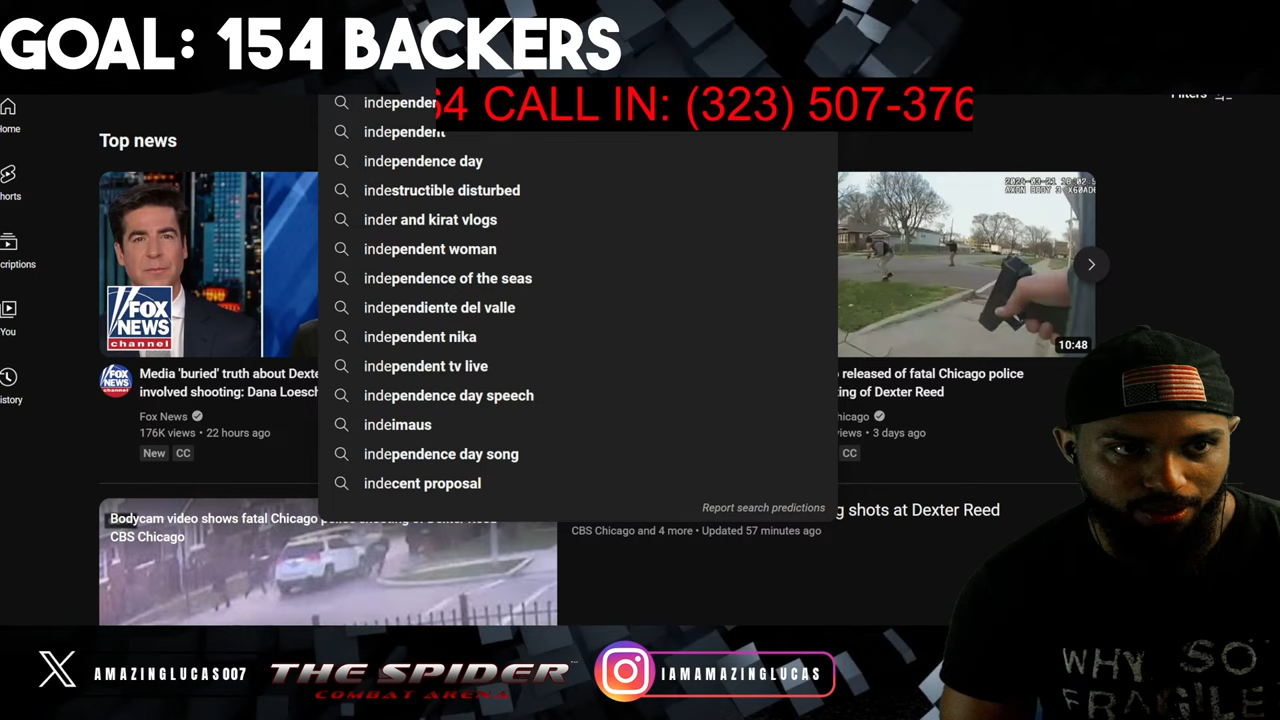 GOAL: 154 BACKERS
64 CALL IN: (323) 507-376
Home
Shorts
Subscriptions
You
History
Top news
Filters
independen
independent
independence day
indestructible disturbed
inder and kirat vlogs
independent woman
independence of the seas
independiente del valle
independent nika
independent tv live
independence day speech
indeimaus
independence day song
indecent proposal
Report search predictions
FOX
NEWS
channel
Media 'buried' truth about Dexte
involved shooting: Dana Loesch
Fox News
176K views • 22 hours ago
New CC
10:48
released of fatal Chicago police
ting of Dexter Reed
hicago
views • 3 days ago
CC
Bodycam video shows fatal Chicago police shooting of Dexter Reed
CBS Chicago
g shots at Dexter Reed
CBS Chicago and 4 more • Updated 57 minutes ago
WHY SO
FRAGILE
AMAZINGLUCAS007
THE SPIDER
COMBAT ARENA
IAMAMAZINGLUCAS